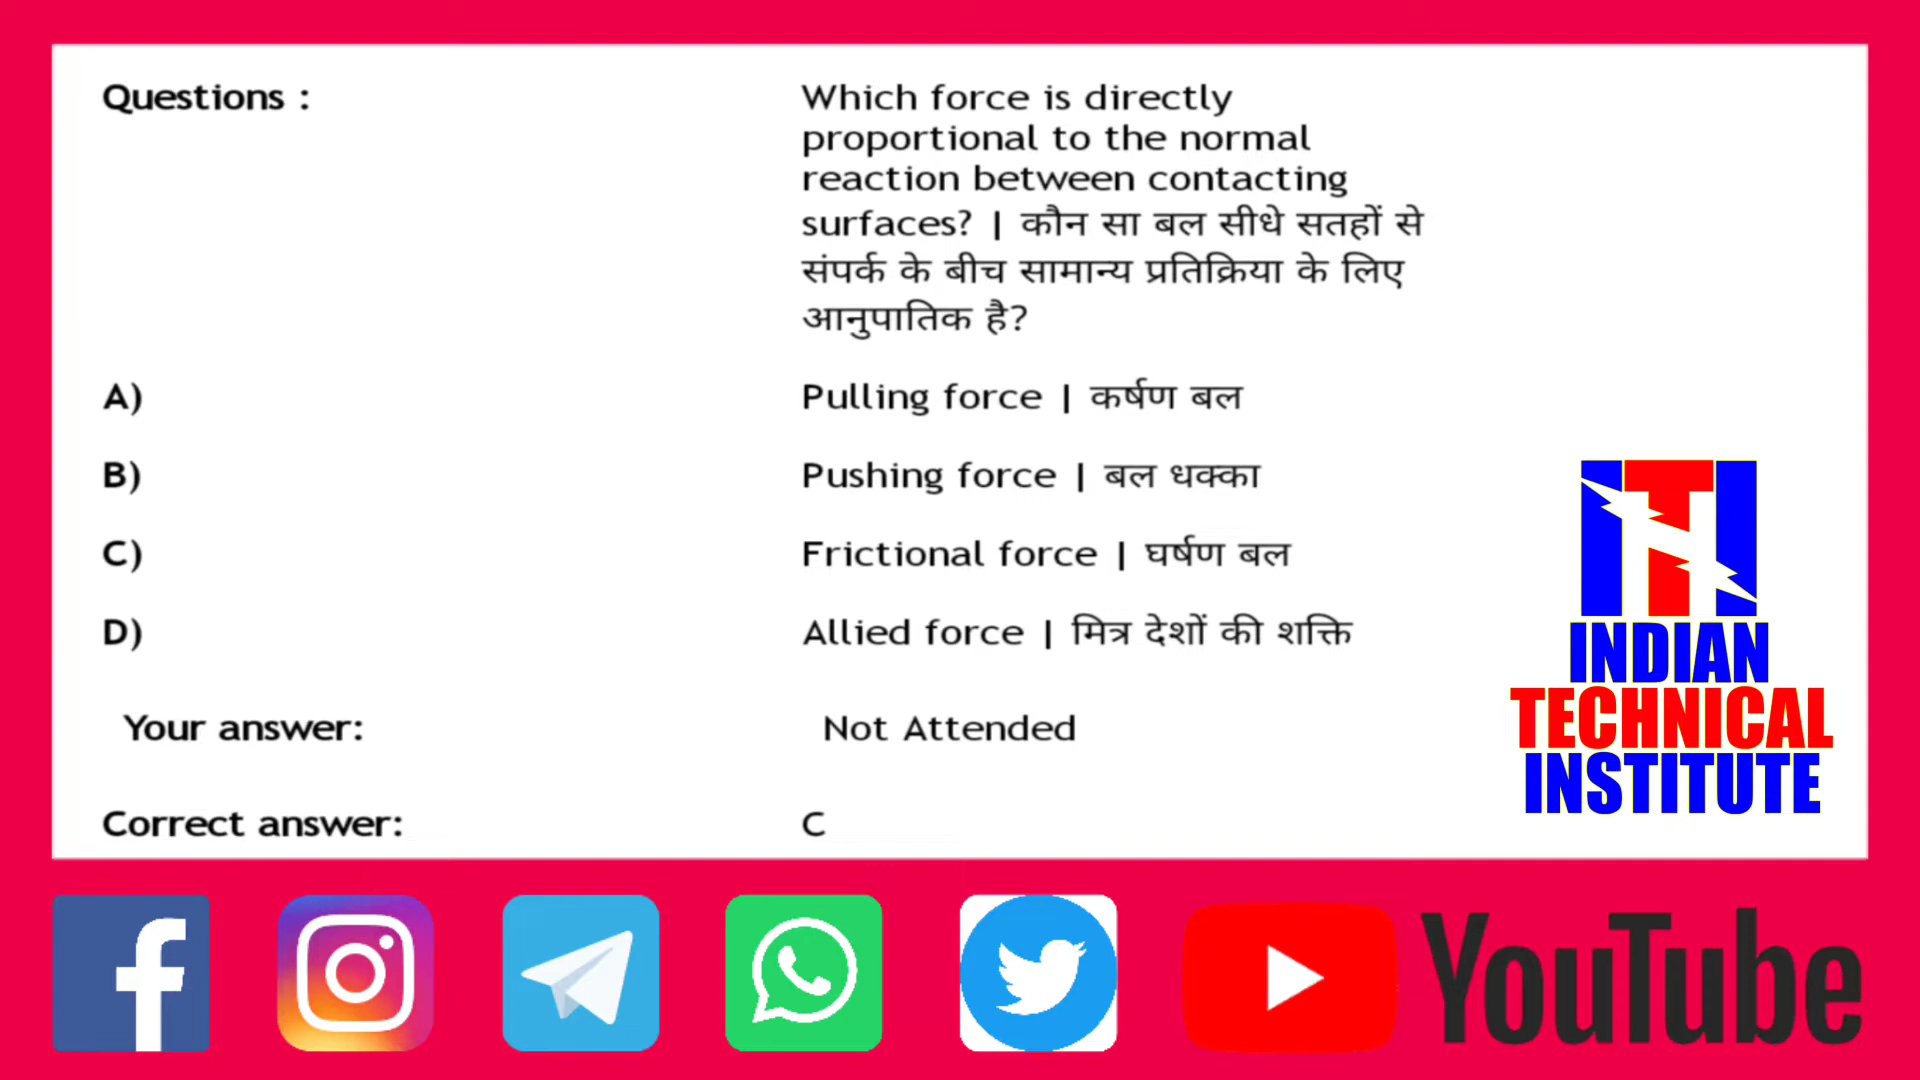 Questions :
Which force is directly
proportional to the normal
reaction between contacting
surfaces? | कौन सा बल सीधे सतहों से
संपर्क के बीच सामान्य प्रतिक्रिया के लिए
आनुपातिक है?
A) Pulling force | कर्षण बल
B) Pushing force | बल धक्का
C) Frictional force | घर्षण बल
D) Allied force | मित्र देशों की शक्ति
Your answer: Not Attended
Correct answer: C
ITI
INDIAN
TECHNICAL
INSTITUTE
YouTube